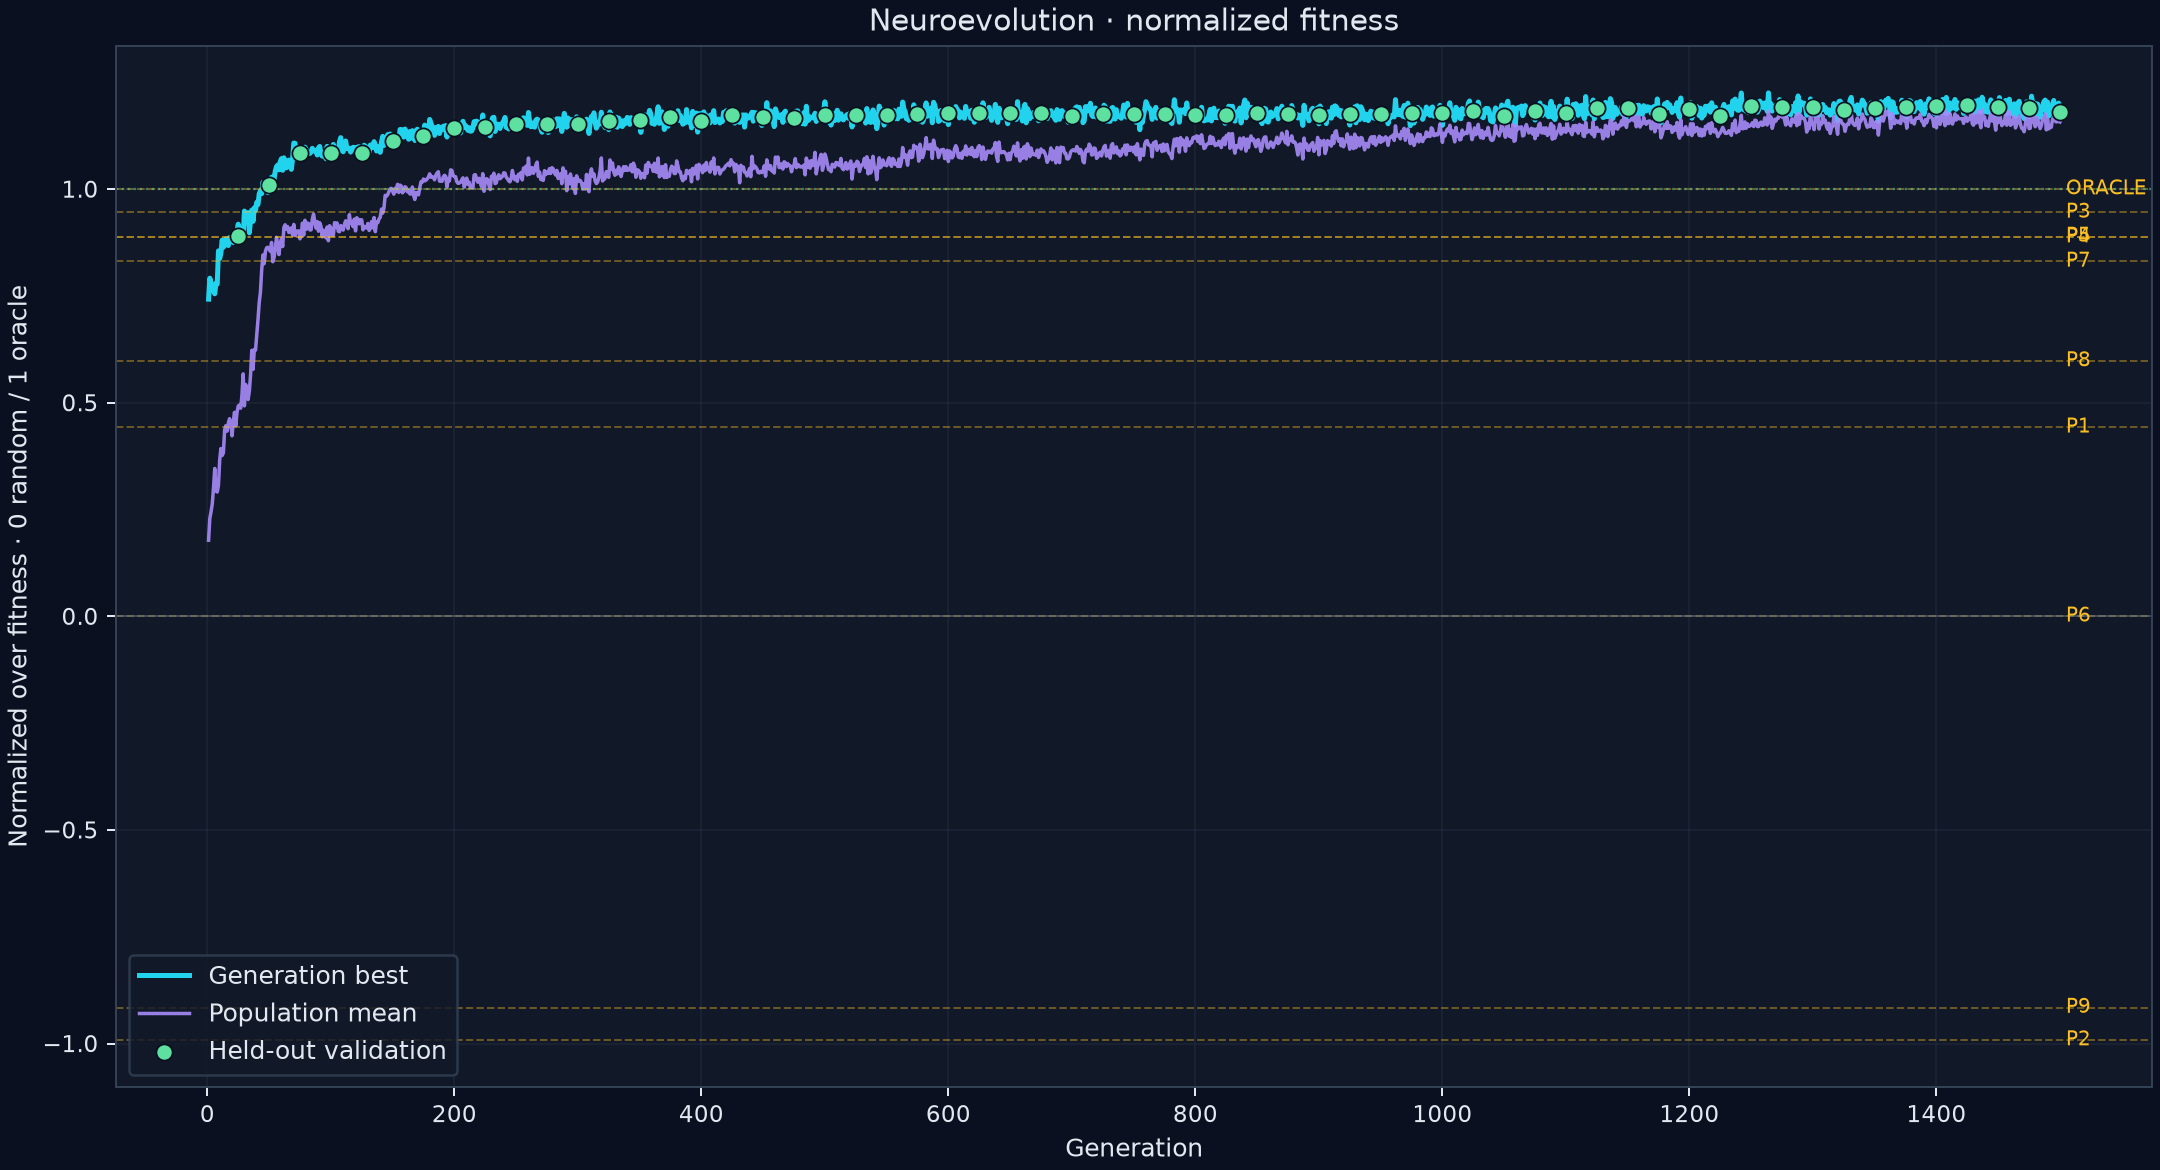 Neuroevolution · normalized fitness
Normalized over fitness · 0 random / 1 oracle
1.0
0.5
0.0
−0.5
−1.0
ORACLE
P3
P5
P7
P8
P1
P6
P9
P2
Generation best
Population mean
Held-out validation
0 200 400 600 800 1000 1200 1400
Generation